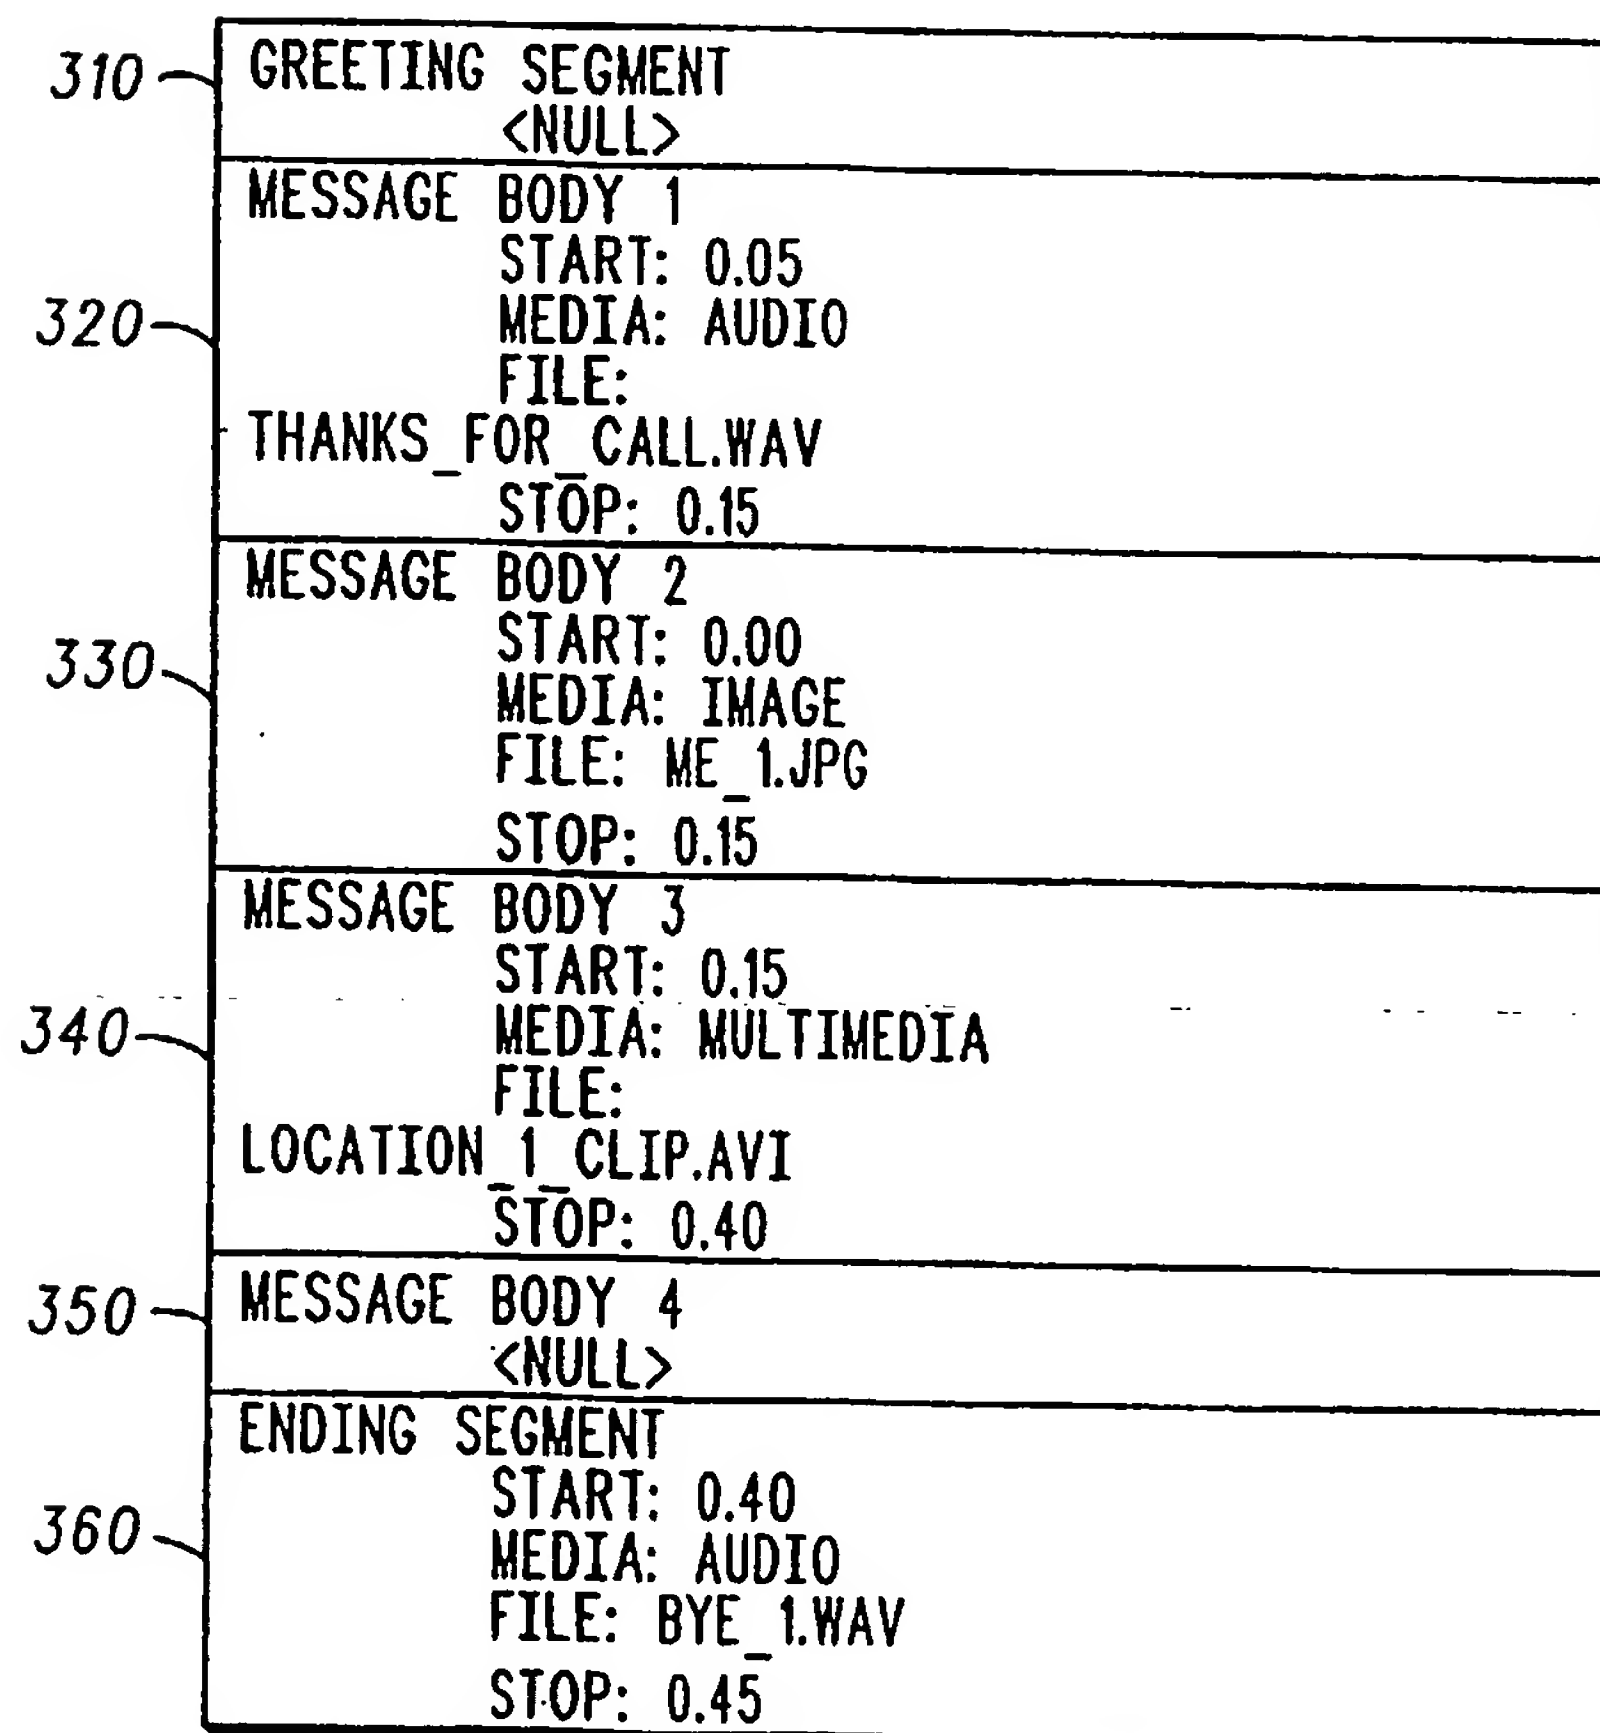 310
GREETING SEGMENT
<NULL>
MESSAGE BODY 1
START: 0.05
320
MEDIA: AUDIO
FILE:
THANKS_FOR_CALL.WAV
STOP: 0.15
MESSAGE BODY 2
START: 0.00
330
MEDIA: IMAGE
FILE: ME_1.JPG
STOP: 0.15
MESSAGE BODY 3
START: 0.15
340
MEDIA: MULTIMEDIA
FILE:
LOCATION_1_CLIP.AVI
STOP: 0.40
350
MESSAGE BODY 4
<NULL>
ENDING SEGMENT
START: 0.40
360
MEDIA: AUDIO
FILE: BYE_1.WAV
STOP: 0.45